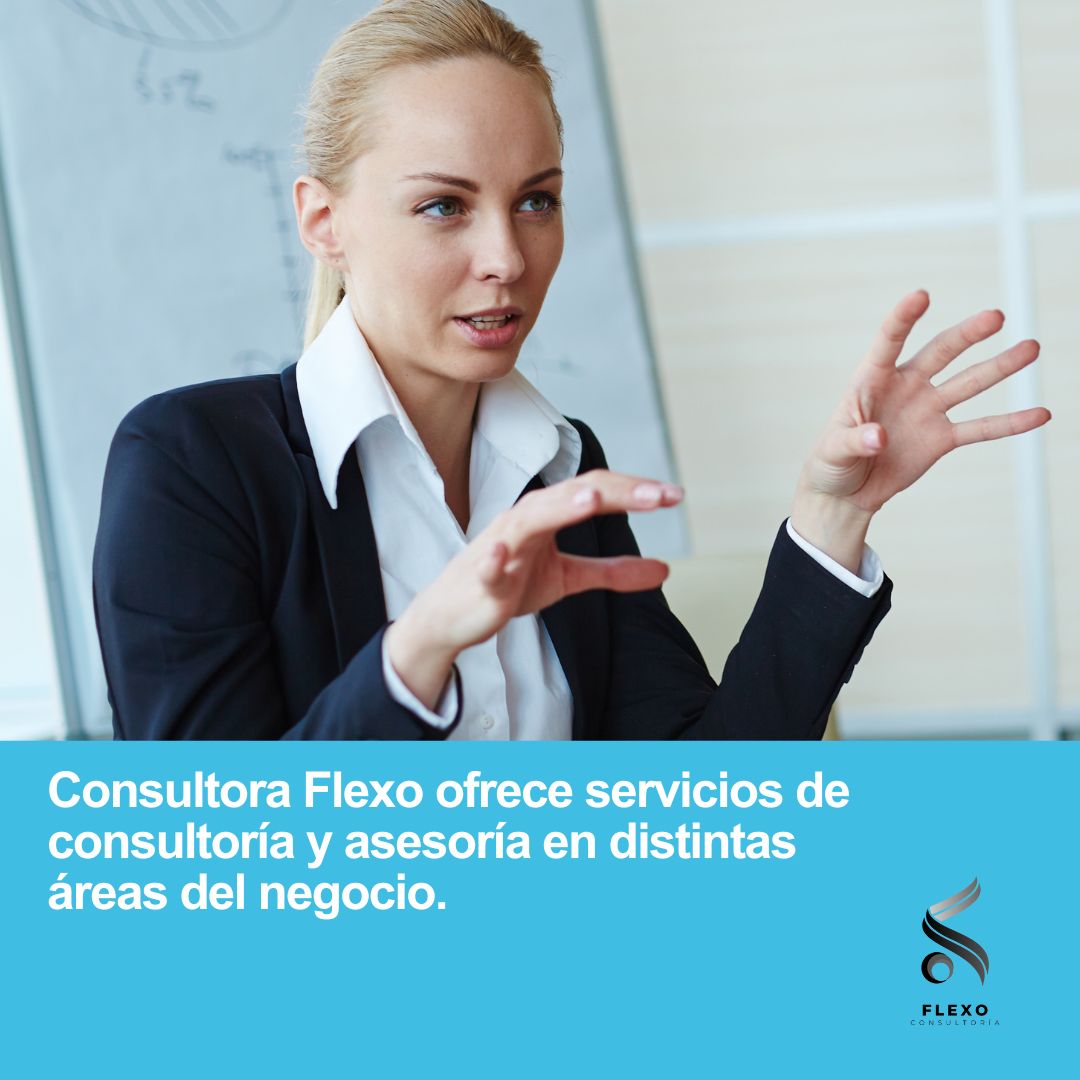 Consultora Flexo ofrece servicios de
consultoría y asesoría en distintas
áreas del negocio.
FLEXO
CONSULTORÍA